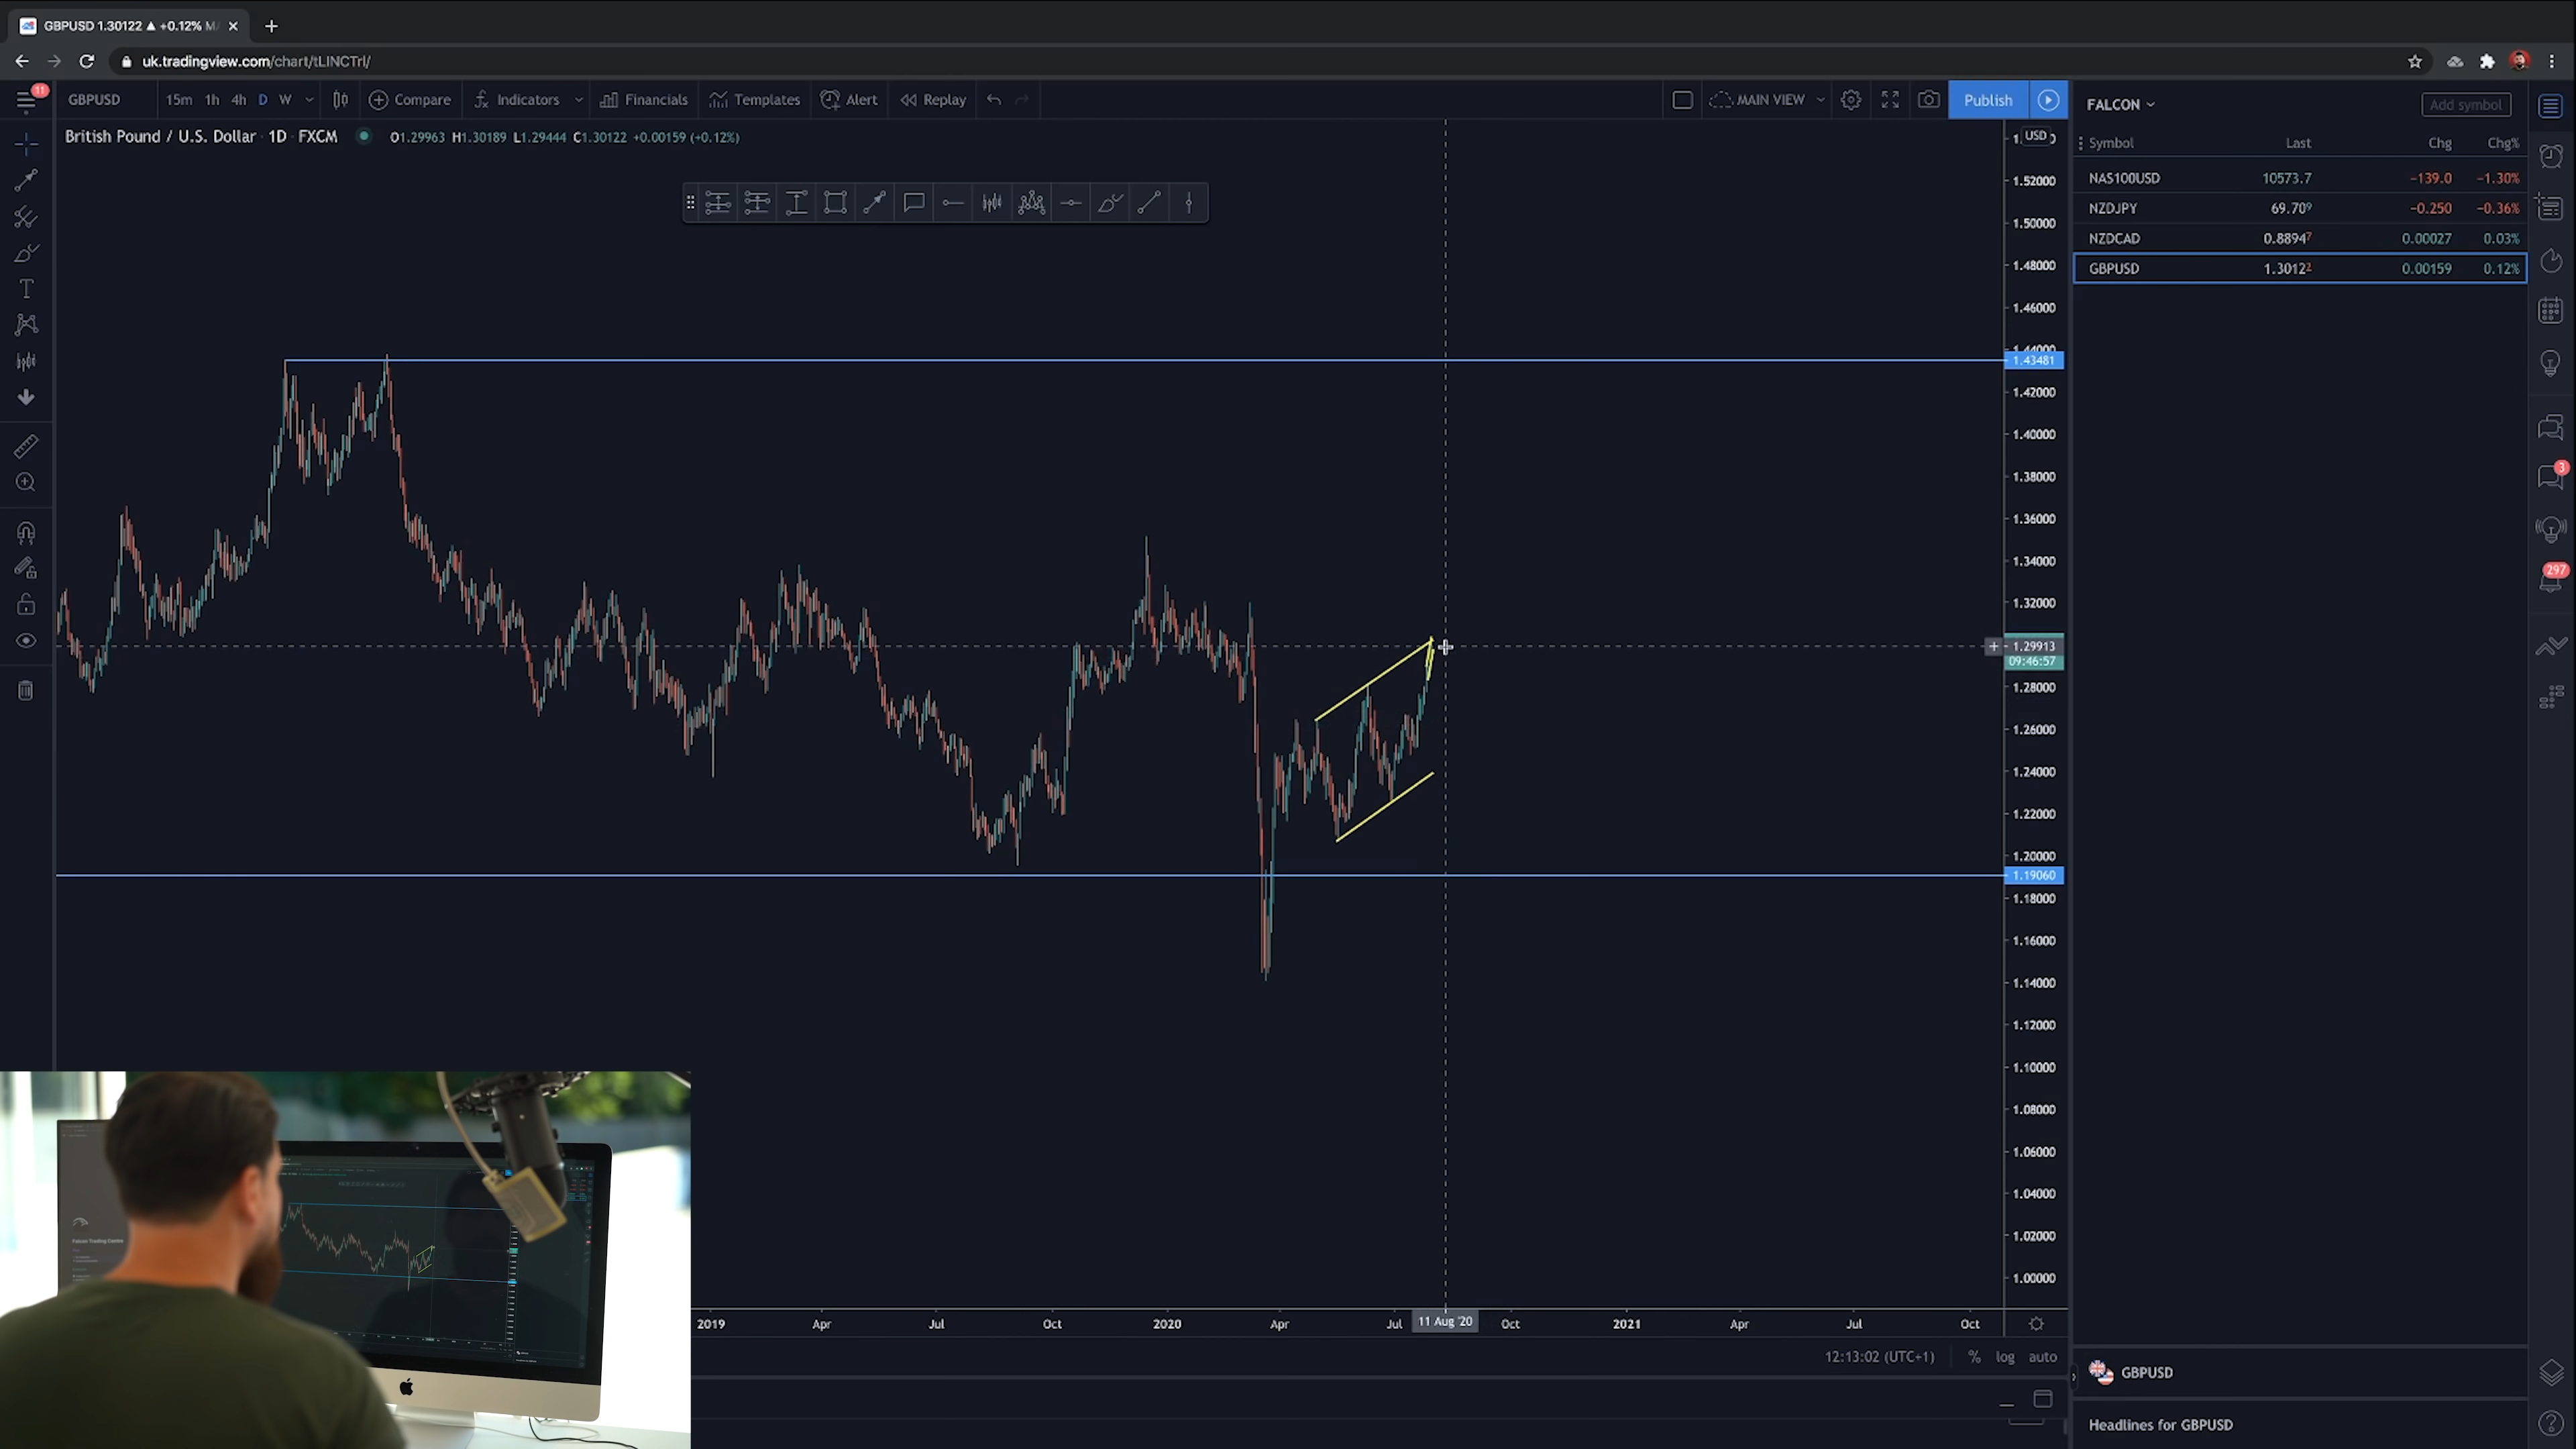 GBPUSD 1.30122 ▲ +0.12% M
uk.tradingview.com/chart/tLINCTrl/
11
GBPUSD 15m 1h 4h D W Compare Indicators Financials Templates Alert Replay MAIN VIEW Publish
British Pound / U.S. Dollar 1D FXCM O1.29963 H1.30189 L1.29444 C1.30122 +0.00159 (+0.12%)
USD
1.52000
1.50000
1.48000
1.46000
1.44000
1.43481
1.42000
1.40000
1.38000
1.36000
1.34000
1.32000
1.29913
09:46:57
1.28000
1.26000
1.24000
1.22000
1.20000
1.19060
1.18000
1.16000
1.14000
1.12000
1.10000
1.08000
1.06000
1.04000
1.02000
1.00000
2019 Apr Jul Oct 2020 Apr Jul 11 Aug '20 Oct 2021 Apr Jul Oct
12:13:02 (UTC+1) % log auto
FALCON Add symbol
Symbol Last Chg Chg%
NAS100USD 10573.7 −139.0 −1.30%
NZDJPY 69.709 −0.250 −0.36%
NZDCAD 0.88947 0.00027 0.03%
GBPUSD 1.30122 0.00159 0.12%
3
297
GBPUSD
Headlines for GBPUSD
Falcon Trading Centre